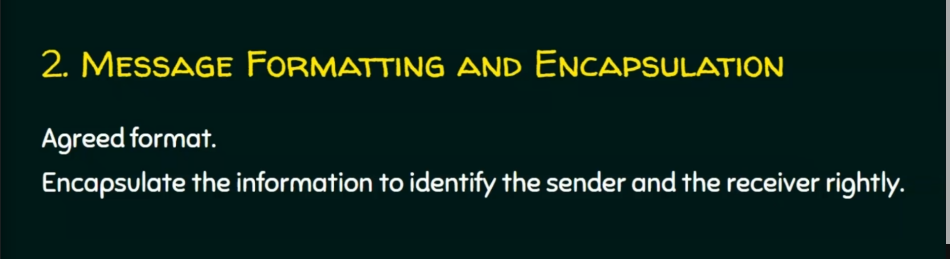 2. Message Formatting and Encapsulation
Agreed format.
Encapsulate the information to identify the sender and the receiver rightly.